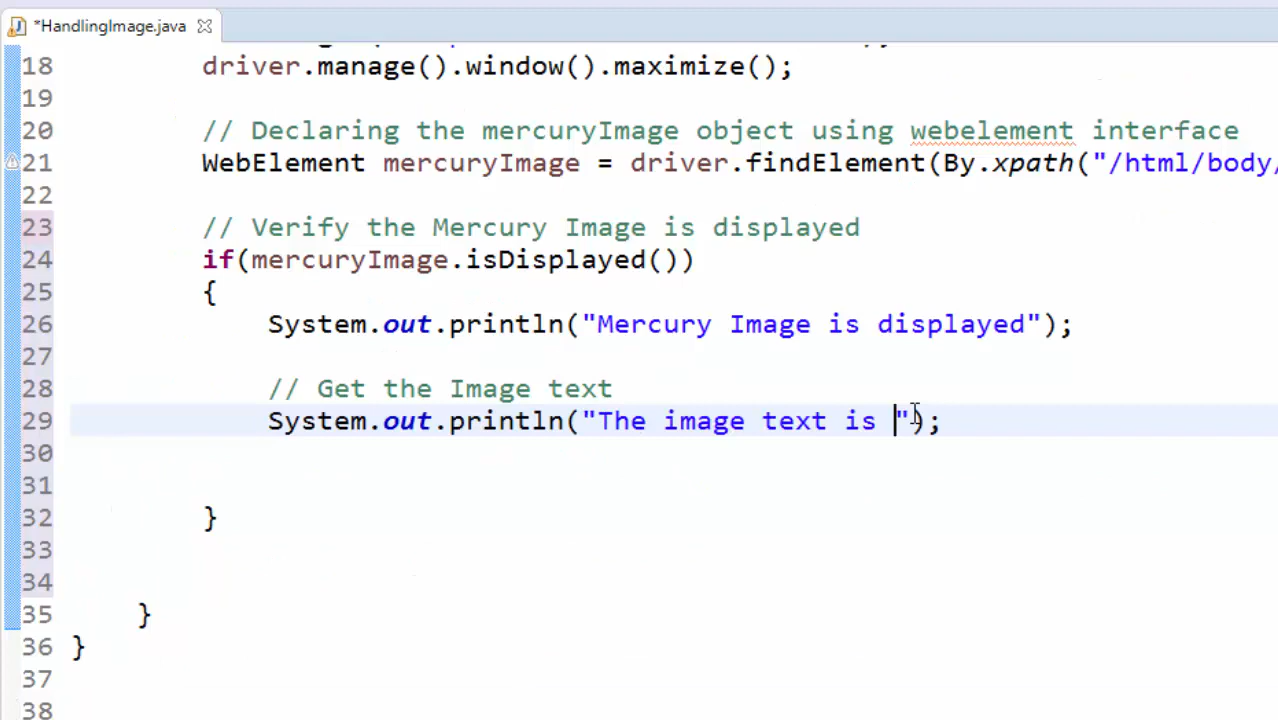 *HandlingImage.java
18 driver.manage().window().maximize();
19
20 // Declaring the mercuryImage object using webelement interface
21 WebElement mercuryImage = driver.findElement(By.xpath("/html/body/
22
23 // Verify the Mercury Image is displayed
24 if(mercuryImage.isDisplayed())
25 {
26 System.out.println("Mercury Image is displayed");
27
28 // Get the Image text
29 System.out.println("The image text is ");
30
31
32 }
33
34
35 }
36 }
37
38